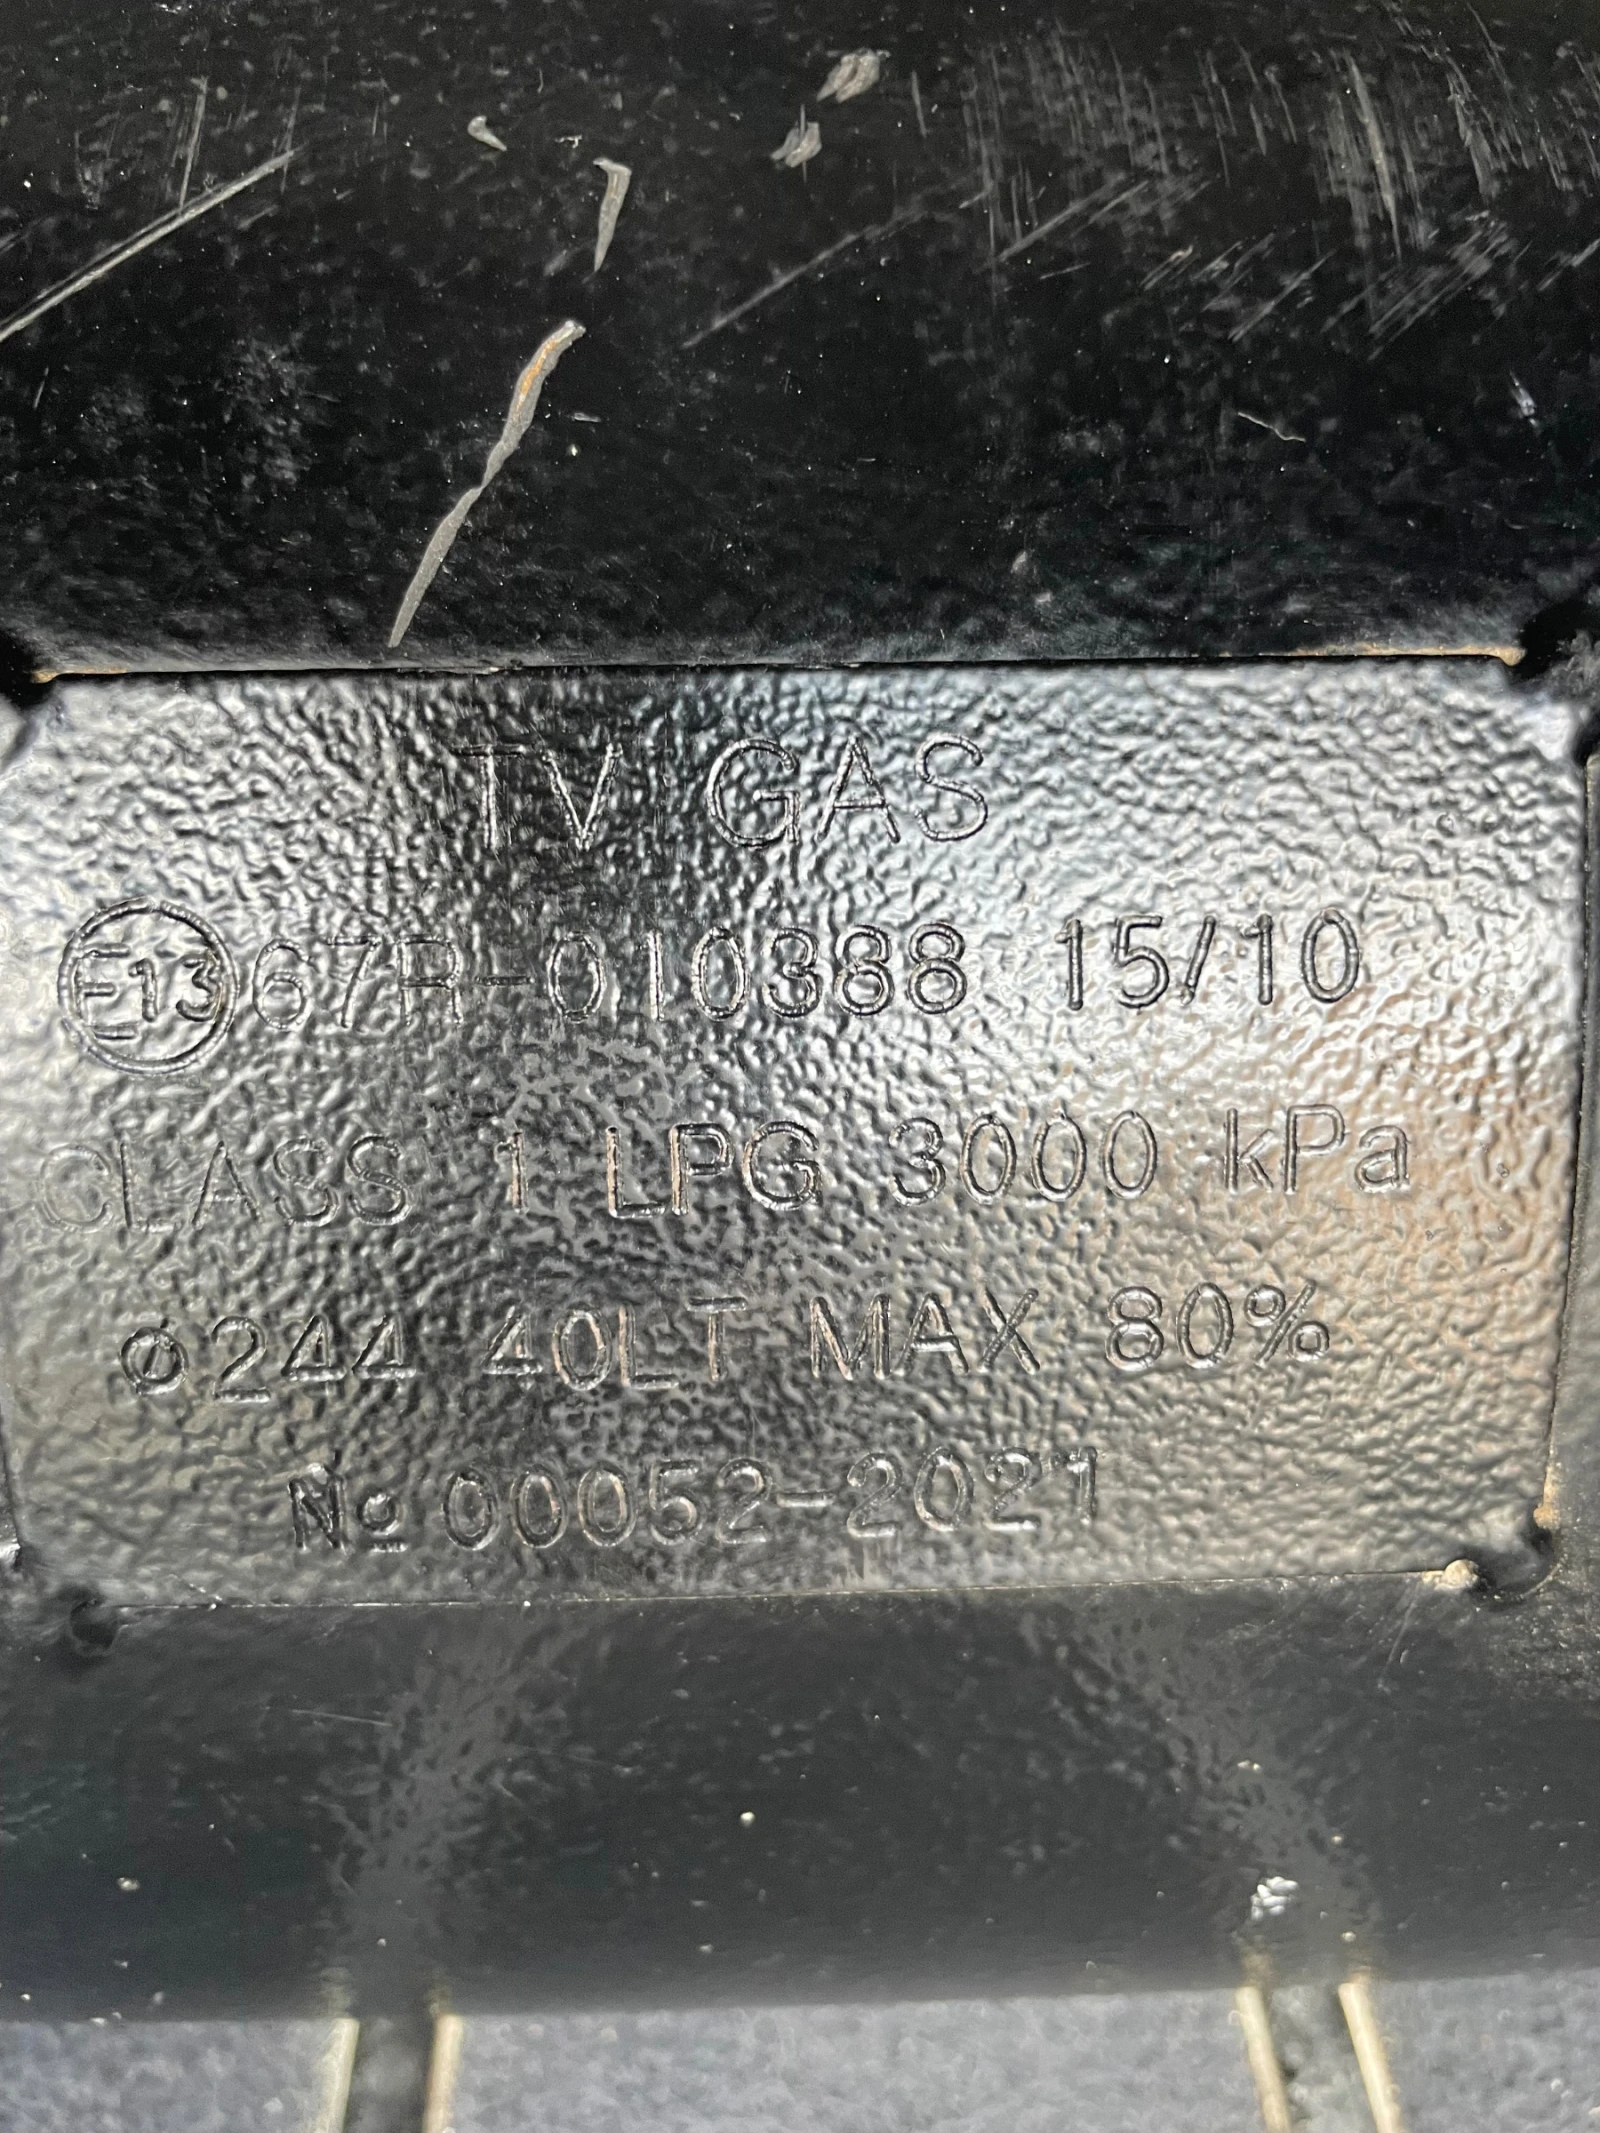 TV GAS
E13 67R-010388 15/10
CLASS 1 LPG 3000 kPa
ø244 40LT MAX 80%
№ 00052-2021